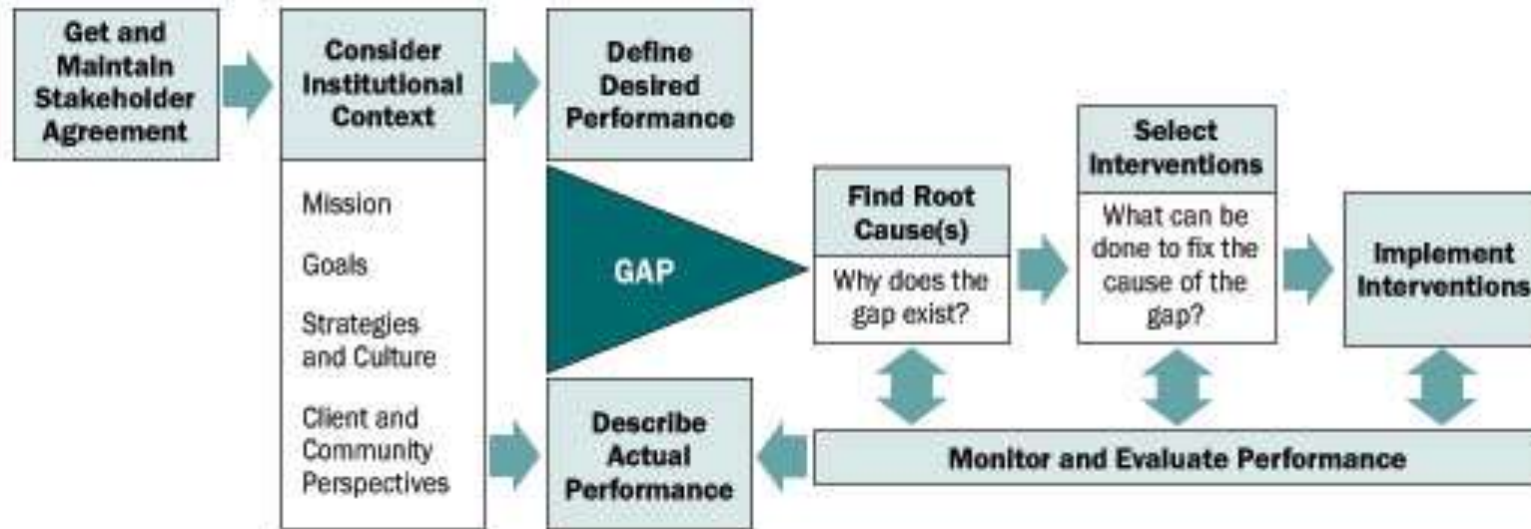 Get and
Maintain
Stakeholder
Agreement
Consider
Institutional
Context
Mission
Goals
Strategies
and Culture
Client and
Community
Perspectives
Define
Desired
Performance
GAP
Describe
Actual
Performance
Find Root
Cause(s)
Why does the
gap exist?
Select
Interventions
What can be
done to fix the
cause of the
gap?
Implement
Interventions
Monitor and Evaluate Performance